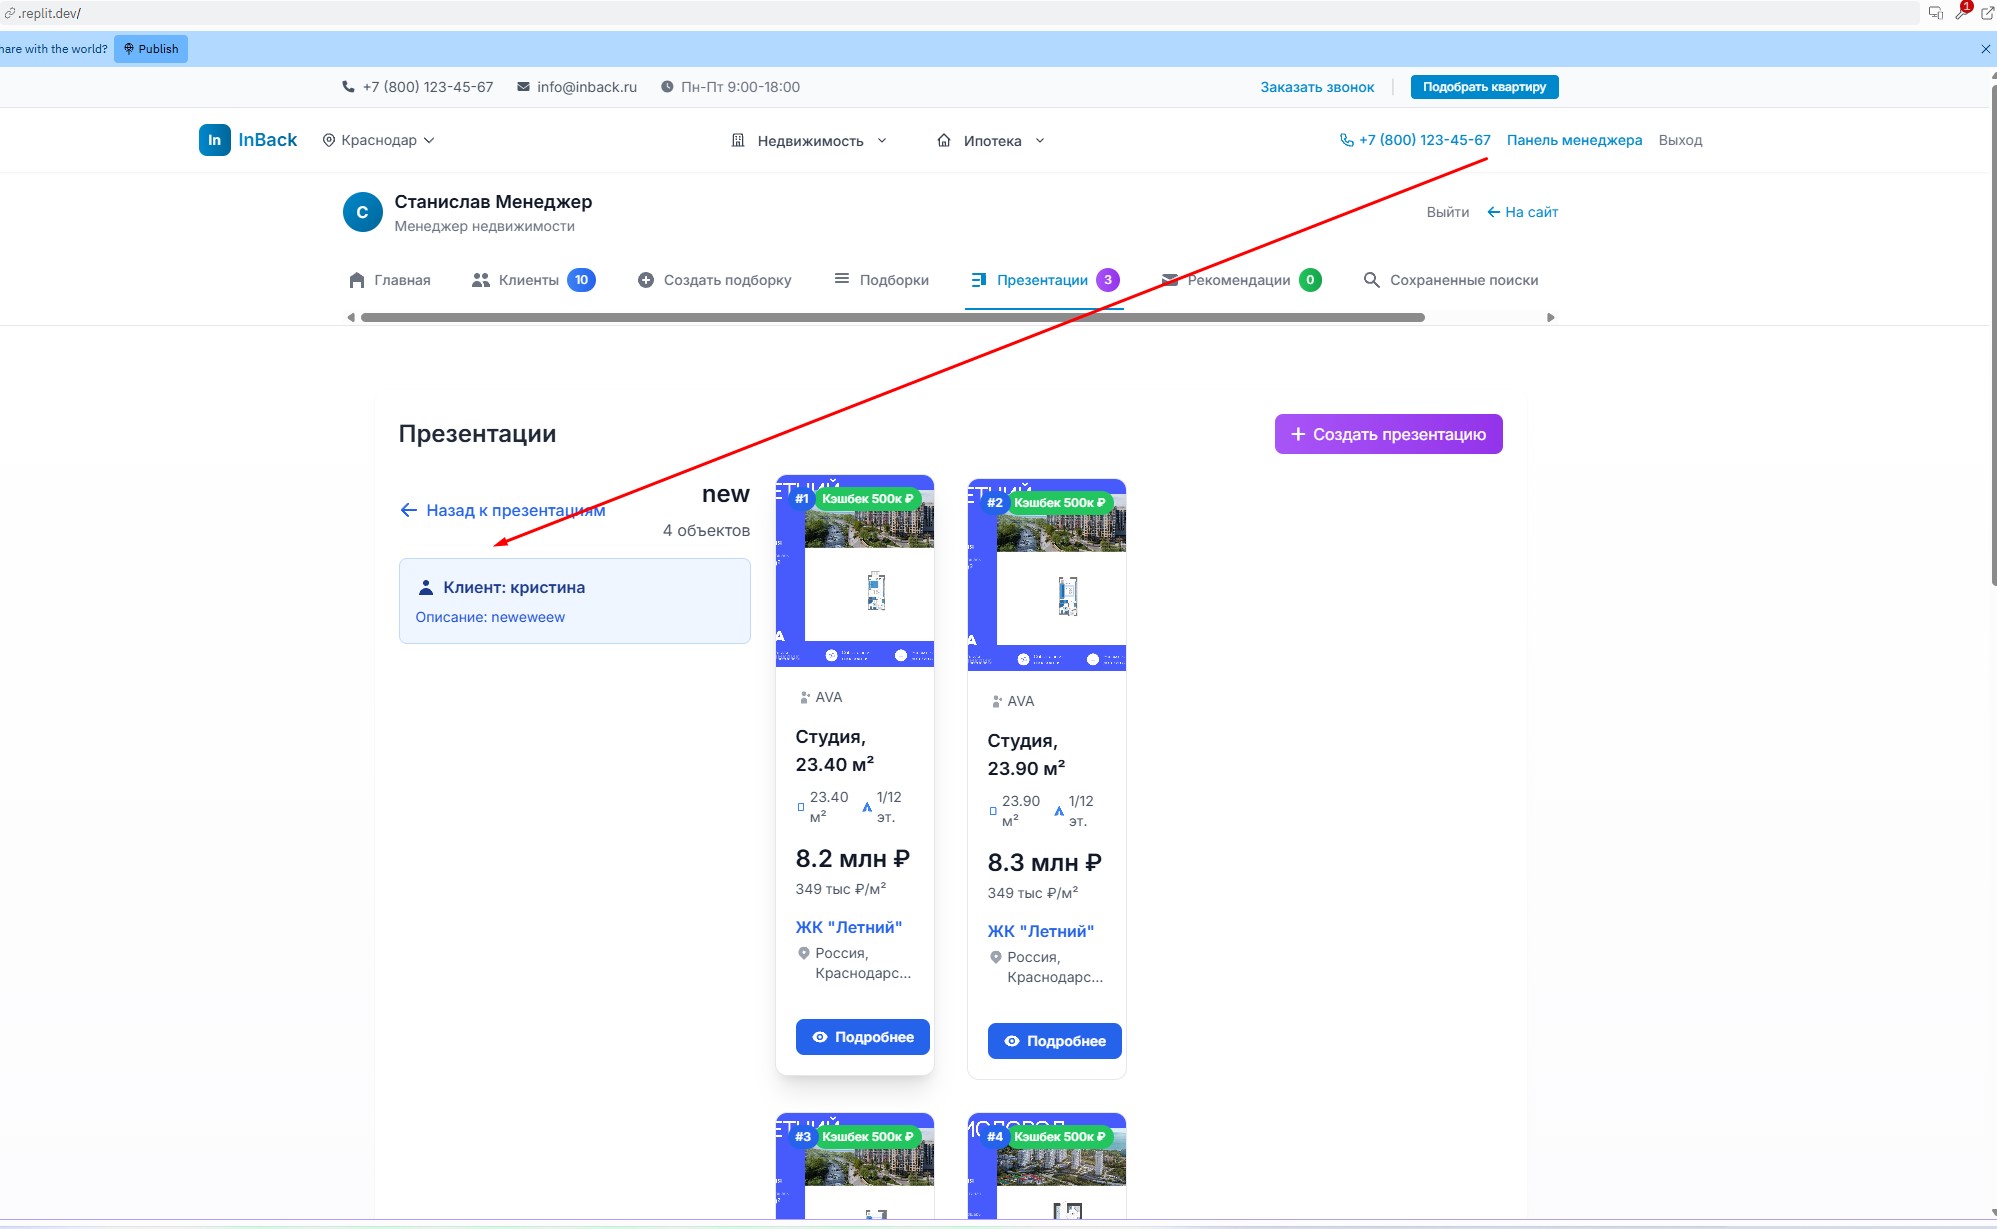 .replit.dev/
1
hare with the world?
Publish
+7 (800) 123-45-67
info@inback.ru
Пн-Пт 9:00-18:00
Заказать звонок
Подобрать квартиру
In InBack
Краснодар
Недвижимость
Ипотека
+7 (800) 123-45-67
Панель менеджера
Выход
С
Станислав Менеджер
Менеджер недвижимости
Выйти
На сайт
Главная
Клиенты 10
Создать подборку
Подборки
Презентации 3
Рекомендации 0
Сохраненные поиски
Презентации
Создать презентацию
Назад к презентациям
new
4 объектов
Клиент: кристина
Описание: neweweew
#1 Кэшбек 500к ₽
AVA
Студия,
23.40 м²
23.40 м²
1/12 эт.
8.2 млн ₽
349 тыс ₽/м²
ЖК "Летний"
Россия,
Краснодарс...
Подробнее
#2 Кэшбек 500к ₽
AVA
Студия,
23.90 м²
23.90 м²
1/12 эт.
8.3 млн ₽
349 тыс ₽/м²
ЖК "Летний"
Россия,
Краснодарс...
Подробнее
#3 Кэшбек 500к ₽
#4 Кэшбек 500к ₽